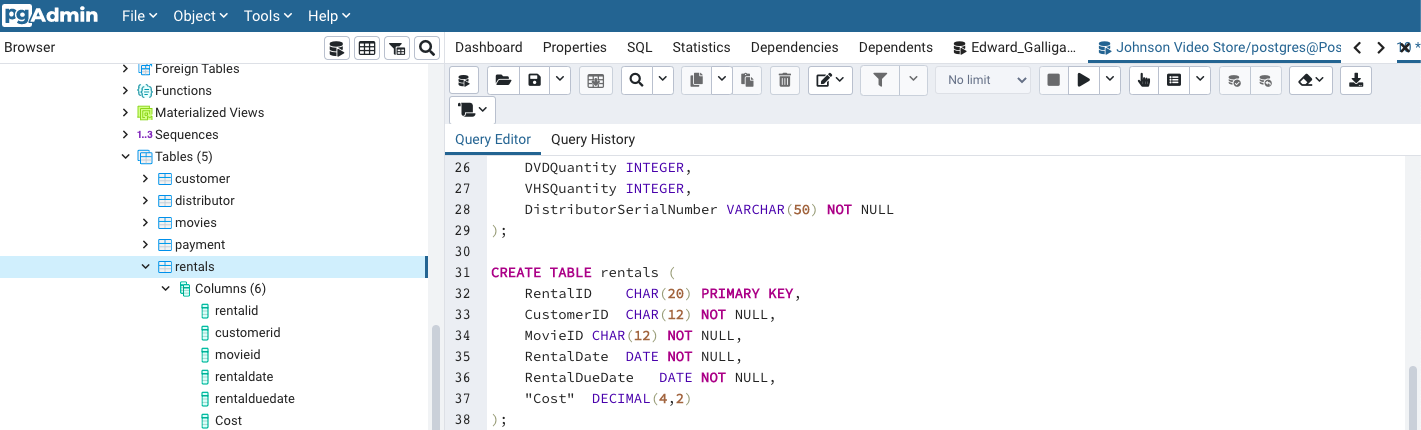 pgAdmin File Object Tools Help
Browser
Dashboard Properties SQL Statistics Dependencies Dependents Edward_Galliga... Johnson Video Store/postgres@Pos
No limit
Query Editor Query History
Foreign Tables
Functions
Materialized Views
1..3 Sequences
Tables (5)
customer
distributor
movies
payment
rentals
Columns (6)
rentalid
customerid
movieid
rentaldate
rentalduedate
Cost
26 DVDQuantity INTEGER,
27 VHSQuantity INTEGER,
28 DistributorSerialNumber VARCHAR(50) NOT NULL
29 );
30
31 CREATE TABLE rentals (
32 RentalID CHAR(20) PRIMARY KEY,
33 CustomerID CHAR(12) NOT NULL,
34 MovieID CHAR(12) NOT NULL,
35 RentalDate DATE NOT NULL,
36 RentalDueDate DATE NOT NULL,
37 "Cost" DECIMAL(4,2)
38 );